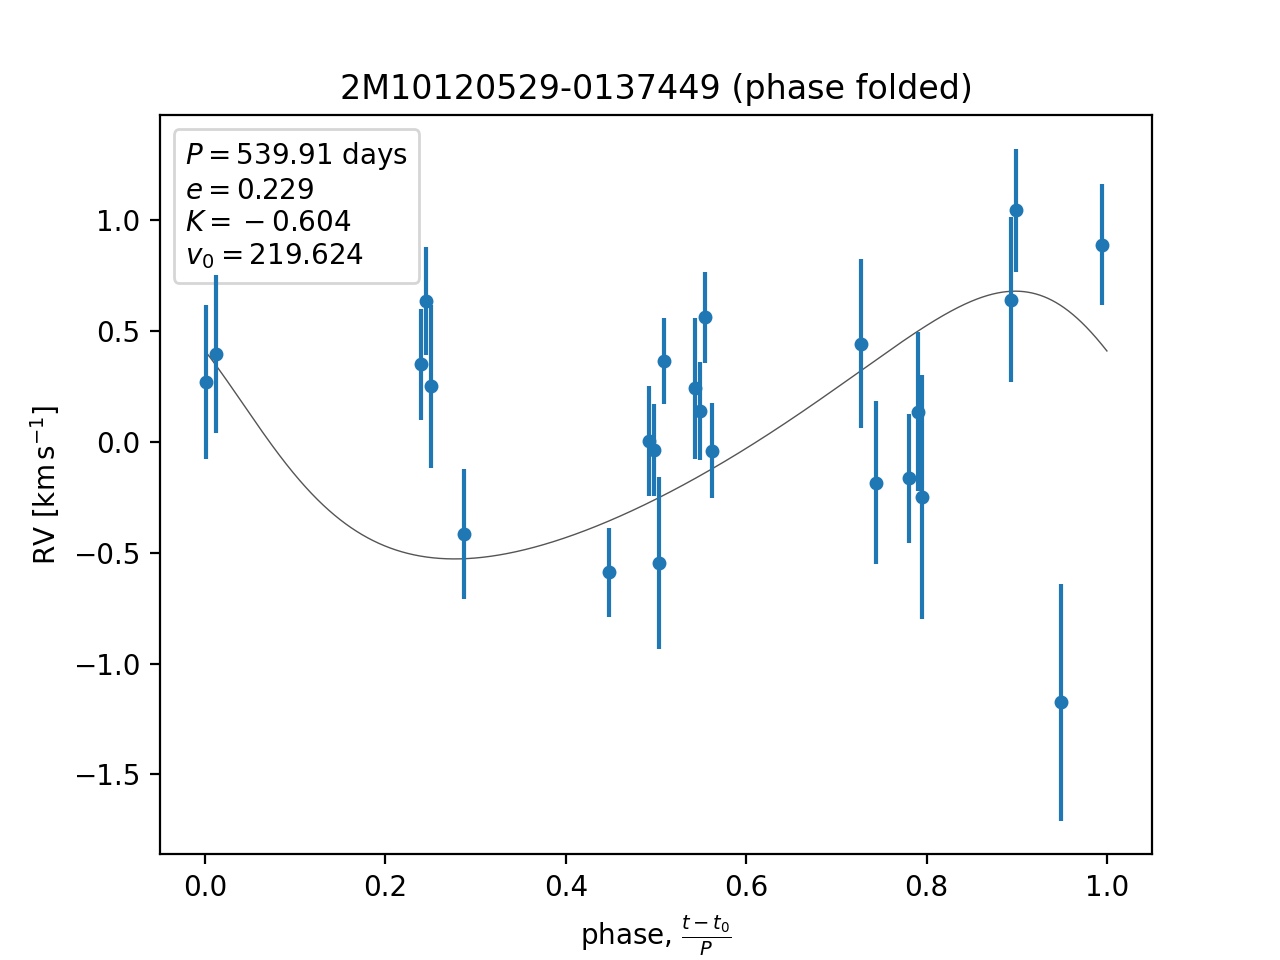 2M10120529-0137449 (phase folded)
P = 539.91 days
e = 0.229
K = −0.604
v₀ = 219.624
1.0
0.5
0.0
−0.5
−1.0
−1.5
RV [km s⁻¹]
0.0 0.2 0.4 0.6 0.8 1.0
phase, (t − t₀)/P